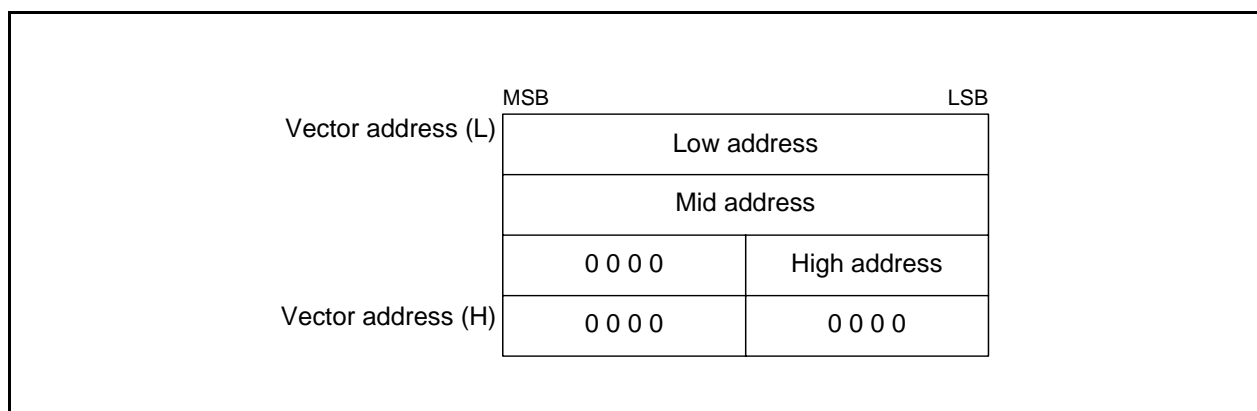 MSB LSB
Vector address (L) Low address
Mid address
0 0 0 0 High address
Vector address (H) 0 0 0 0 0 0 0 0